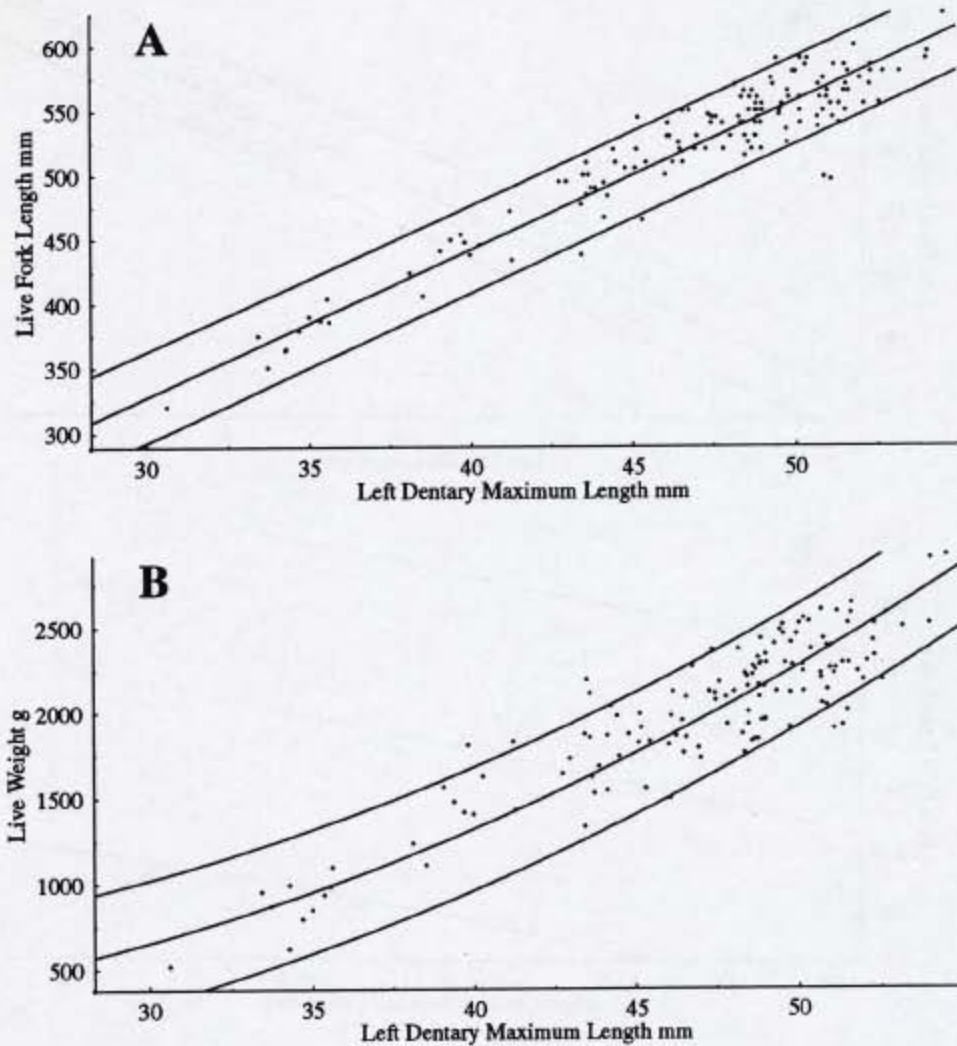 A
600
550
500
450
400
350
300
Live Fork Length mm
30 35 40 45 50
Left Dentary Maximum Length mm
B
2500
2000
1500
1000
500
Live Weight g
30 35 40 45 50
Left Dentary Maximum Length mm